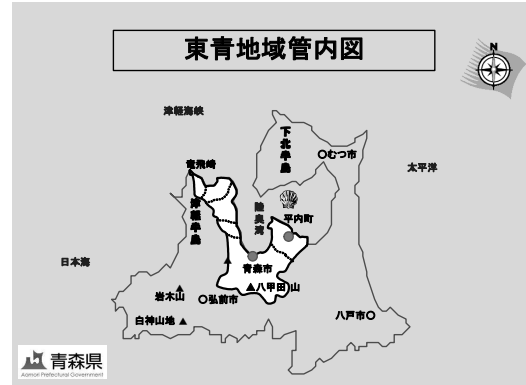 東青地域管内図
N
津軽海峡
下北半島
むつ市
太平洋
竜飛崎
津軽半島
陸奥湾
平内町
日本海
青森市
八甲田山
岩木山
弘前市
白神山地
八戸市
青森県
Aomori Prefectural Government